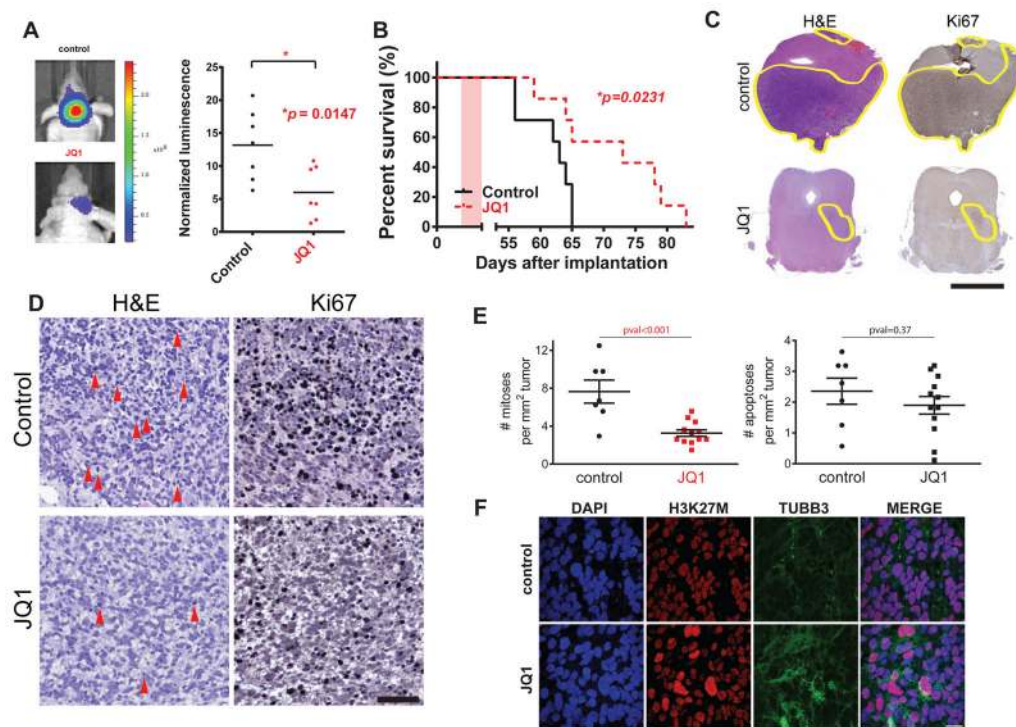 A
control
JQ1
x10⁶
Normalized luminescence
25
20
15
10
5
0
*
*p = 0.0147
Control
JQ1
B
Percent survival (%)
100
80
60
40
20
0
*p=0.0231
Control
JQ1
0 55 60 65 70 75 80
Days after implantation
C
H&E Ki67
control
JQ1
D
H&E Ki67
Control
JQ1
E
pval<0.001
# mitoses
per mm² tumor
12
8
4
0
control JQ1
pval=0.37
# apoptoses
per mm² tumor
4
3
2
1
0
control JQ1
F
DAPI H3K27M TUBB3 MERGE
control
JQ1